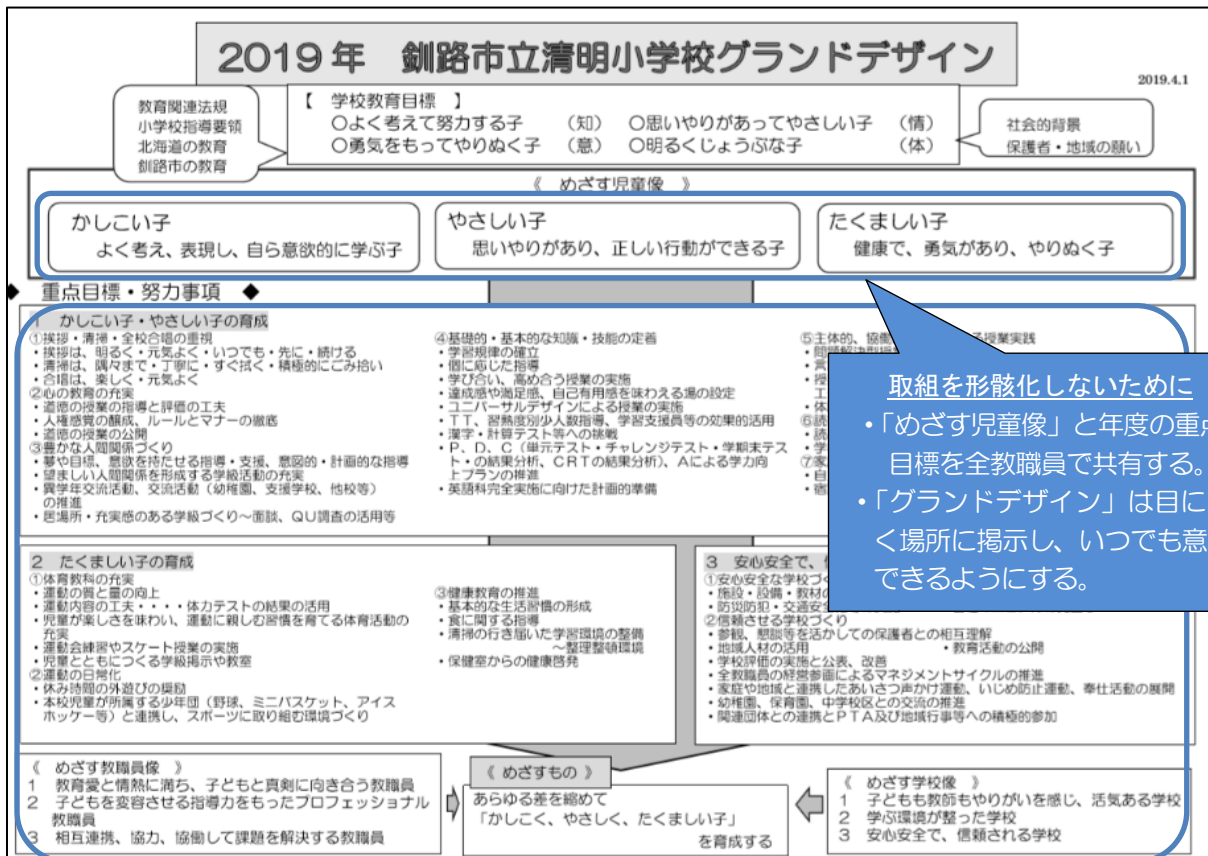 2019年 釧路市立清明小学校グランドデザイン
2019.4.1
教育関連法規
小学校指導要領
北海道の教育
釧路市の教育
【 学校教育目標 】
○よく考えて努力する子 （知） ○思いやりがあってやさしい子 （情）
○勇気をもってやりぬく子 （意） ○明るくじょうぶな子 （体）
社会的背景
保護者・地域の願い
《 めざす児童像 》
かしこい子
よく考え、表現し、自ら意欲的に学ぶ子
やさしい子
思いやりがあり、正しい行動ができる子
たくましい子
健康で、勇気があり、やりぬく子
◆ 重点目標・努力事項 ◆
1 かしこい子・やさしい子の育成
①挨拶・清掃・全校合唱の重視
・挨拶は、明るく・元気よく・いつでも・先に・続ける
・清掃は、隅々まで・丁寧に・すぐ拭く・積極的にごみ拾い
・合唱は、楽しく・元気よく
②心の教育の充実
・道徳の授業の指導と評価の工夫
・人権感覚の醸成、ルールとマナーの徹底
・道徳の授業の公開
③豊かな人間関係づくり
・夢や目標、意欲を持たせる指導・支援、意図的・計画的な指導
・望ましい人間関係を形成する学級活動の充実
・異学年交流活動、交流活動（幼稚園、支援学校、他校等）
の推進
・居場所・充実感のある学級づくり～面談、QU調査の活用等
④基礎的・基本的な知識・技能の定着
・学習規律の確立
・個に応じた指導
・学び合い、高め合う授業の実施
・達成感や満足感、自己有用感を味わえる場の設定
・ユニバーサルデザインによる授業の実施
・TT、習熟度別少人数指導、学習支援員等の効果的活用
・漢字・計算テスト等への挑戦
・P、D、C（単元テスト・チャレンジテスト・学期末テス
ト・の結果分析、CRTの結果分析）、Aによる学力向
上プランの推進
・英語科完全実施に向けた計画的準備
⑤主体的、協働
る授業実践
・問題解決型授
・言
・授
工
・体
⑥読
・読
・学
⑦家
・自
・宿
取組を形骸化しないために
・「めざす児童像」と年度の重点
目標を全教職員で共有する。
・「グランドデザイン」は目に
く場所に掲示し、いつでも意
できるようにする。
2 たくましい子の育成
①体育教科の充実
・運動の質と量の向上
・運動内容の工夫・・・・体力テストの結果の活用
・児童が楽しさを味わい、運動に親しむ習慣を育てる体育活動の
充実
・運動会練習やスケート授業の実施
・児童とともにつくる学級掲示や教室
②運動の日常化
・休み時間の外遊びの奨励
・本校児童が所属する少年団（野球、ミニバスケット、アイス
ホッケー等）と連携し、スポーツに取り組む環境づくり
③健康教育の推進
・基本的な生活習慣の形成
・食に関する指導
・清掃の行き届いた学習環境の整備
～整理整頓環境
・保健室からの健康啓発
3 安心安全で、
①安心安全な学校づく
・施設・設備・教材の
・防災防犯・交通安全
②信頼させる学校づくり
・参観、懇談等を活かしての保護者との相互理解
・地域人材の活用 ・教育活動の公開
・学校評価の実施と公表、改善
・全教職員の経営参画によるマネジメントサイクルの推進
・家庭や地域と連携したあいさつ声かけ運動、いじめ防止運動、奉仕活動の展開
・幼稚園、保育園、中学校区との交流の推進
・関連団体との連携とPTA及び地域行事等への積極的参加
《 めざす教職員像 》
1 教育愛と情熱に満ち、子どもと真剣に向き合う教職員
2 子どもを変容させる指導力をもったプロフェッショナル
教職員
3 相互連携、協力、協働して課題を解決する教職員
《 めざすもの 》
あらゆる差を縮めて
「かしこく、やさしく、たくましい子」
を育成する
《 めざす学校像 》
1 子どもも教師もやりがいを感じ、活気ある学校
2 学ぶ環境が整った学校
3 安心安全で、信頼される学校